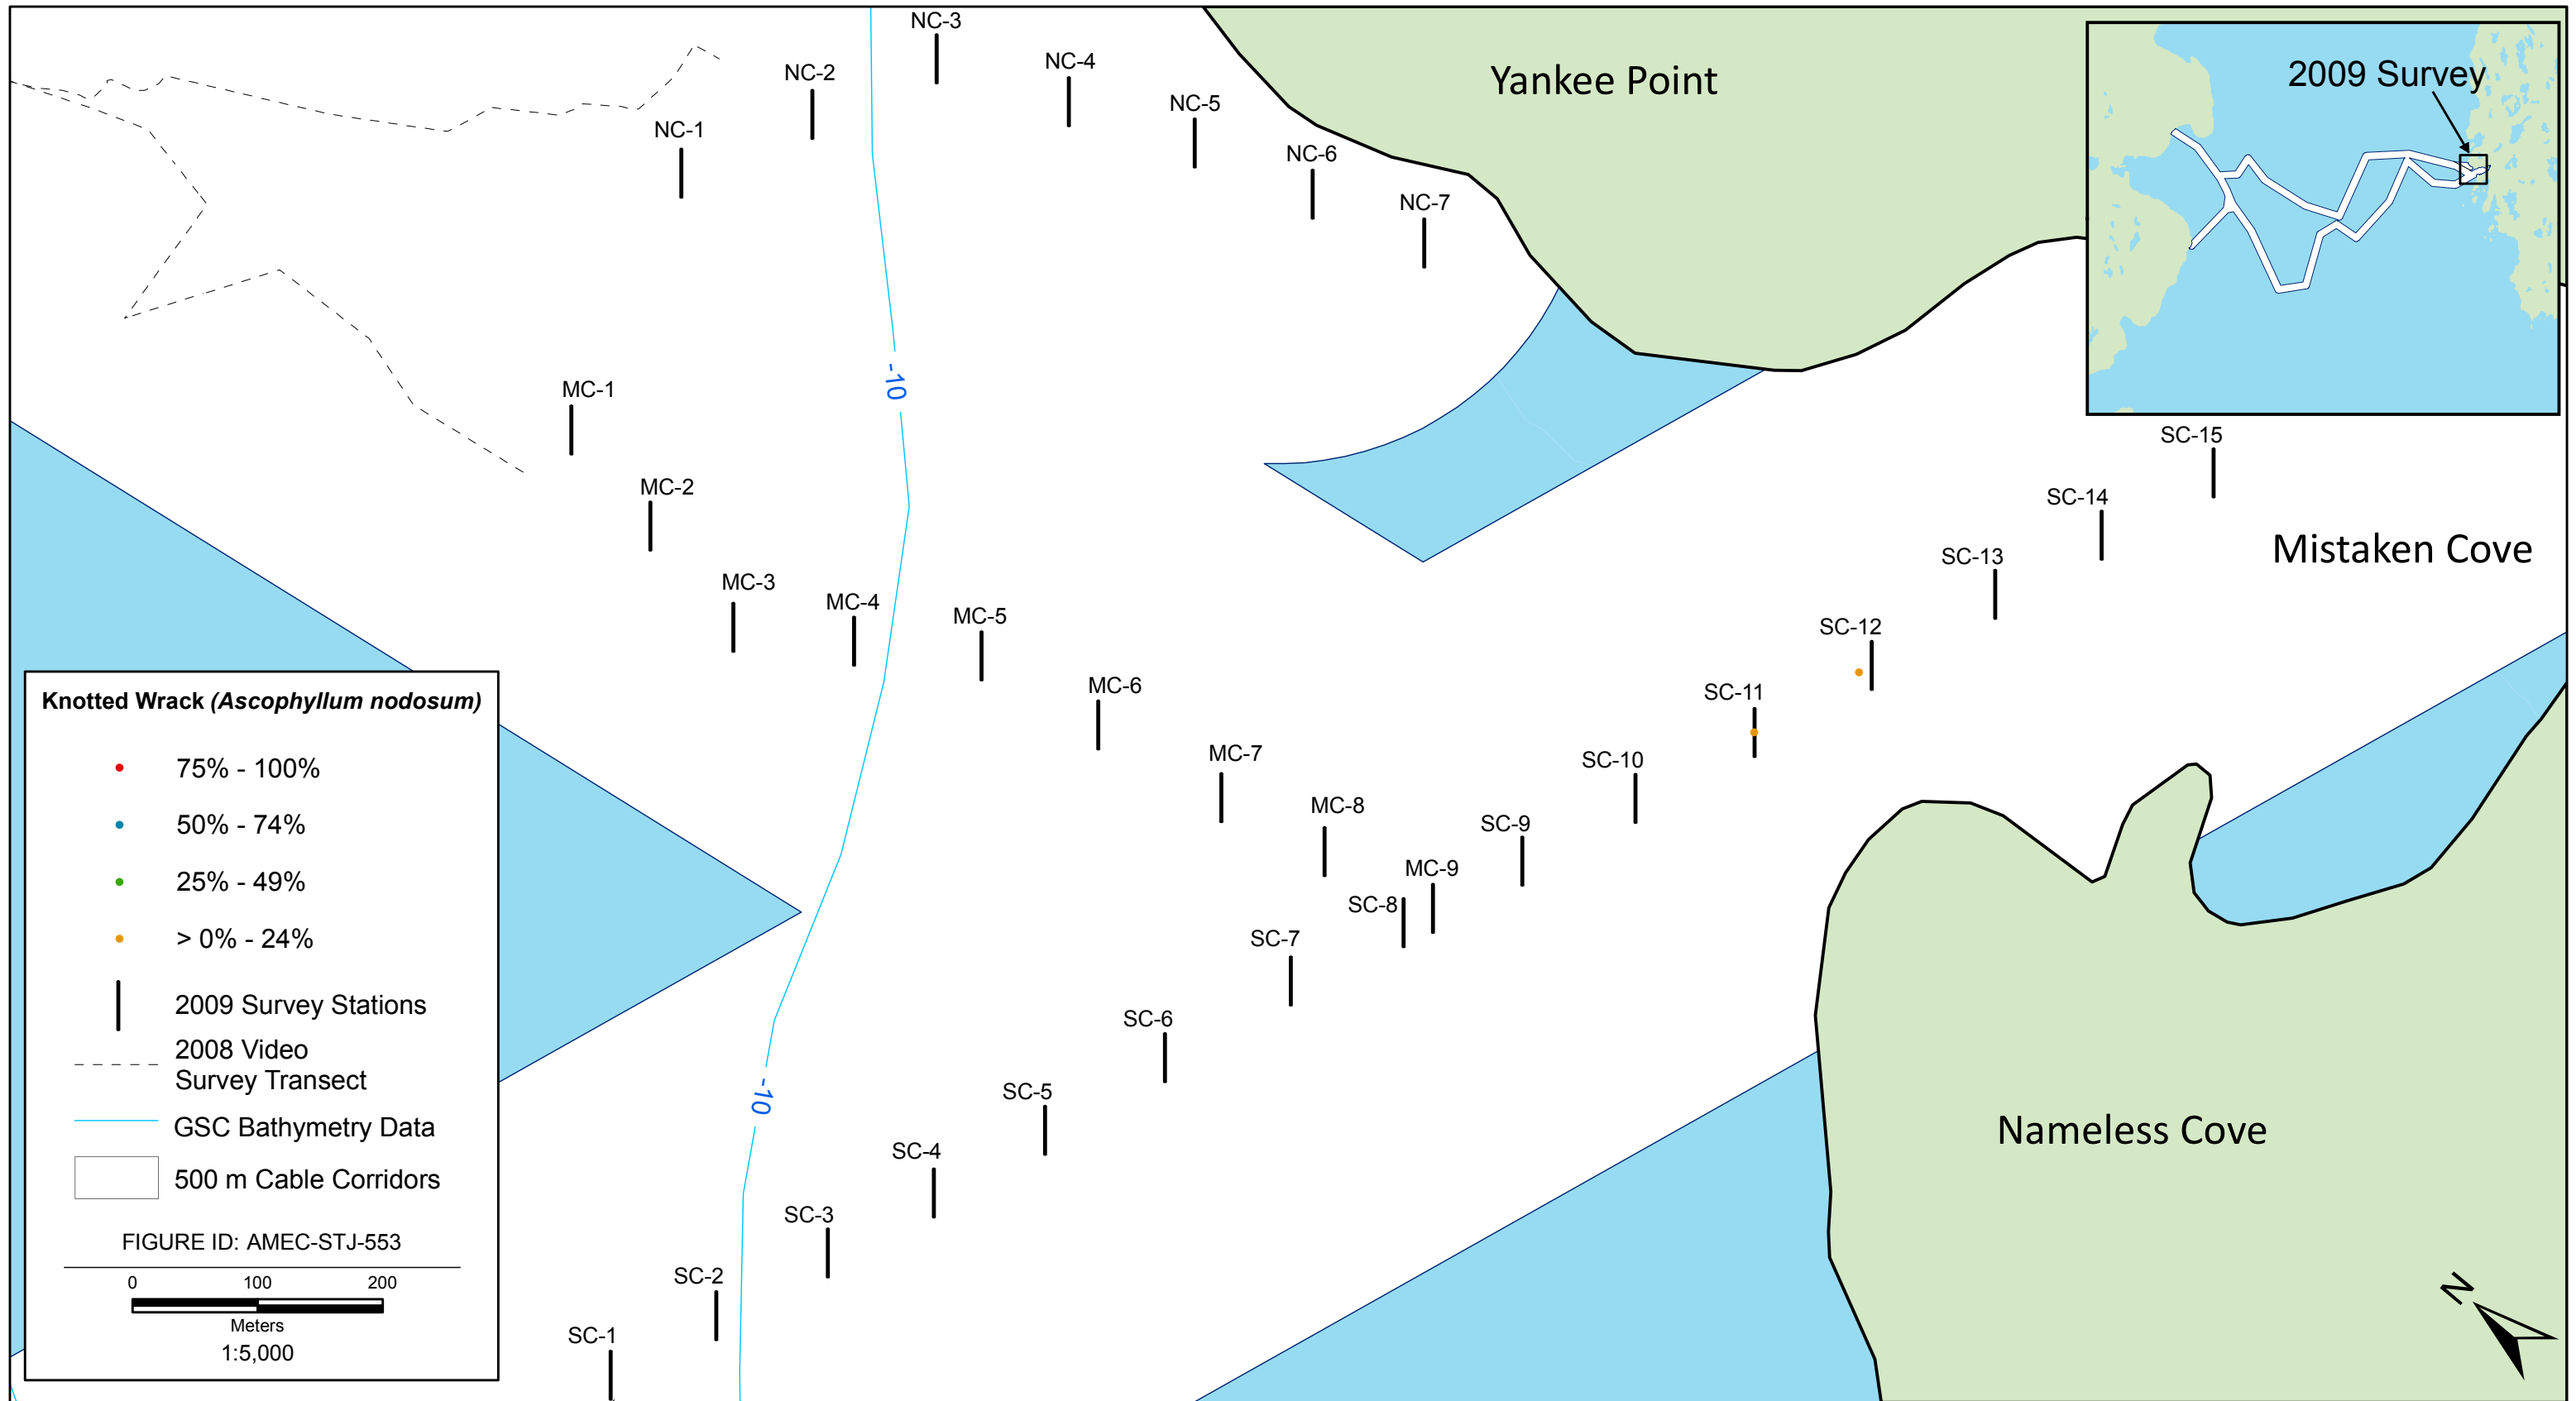 NC-3
NC-4
NC-2
NC-5
NC-1
NC-6
NC-7
Yankee Point
2009 Survey
MC-1
-10
MC-2
MC-3
MC-4
MC-5
MC-6
MC-7
MC-8
MC-9
SC-15
SC-14
SC-13
SC-12
SC-11
SC-10
SC-9
SC-8
SC-7
SC-6
SC-5
SC-4
SC-3
SC-2
SC-1
-10
Mistaken Cove
Nameless Cove
N
Knotted Wrack (Ascophyllum nodosum)
75% - 100%
50% - 74%
25% - 49%
> 0% - 24%
2009 Survey Stations
2008 Video
Survey Transect
GSC Bathymetry Data
500 m Cable Corridors
FIGURE ID: AMEC-STJ-553
0 100 200
Meters
1:5,000